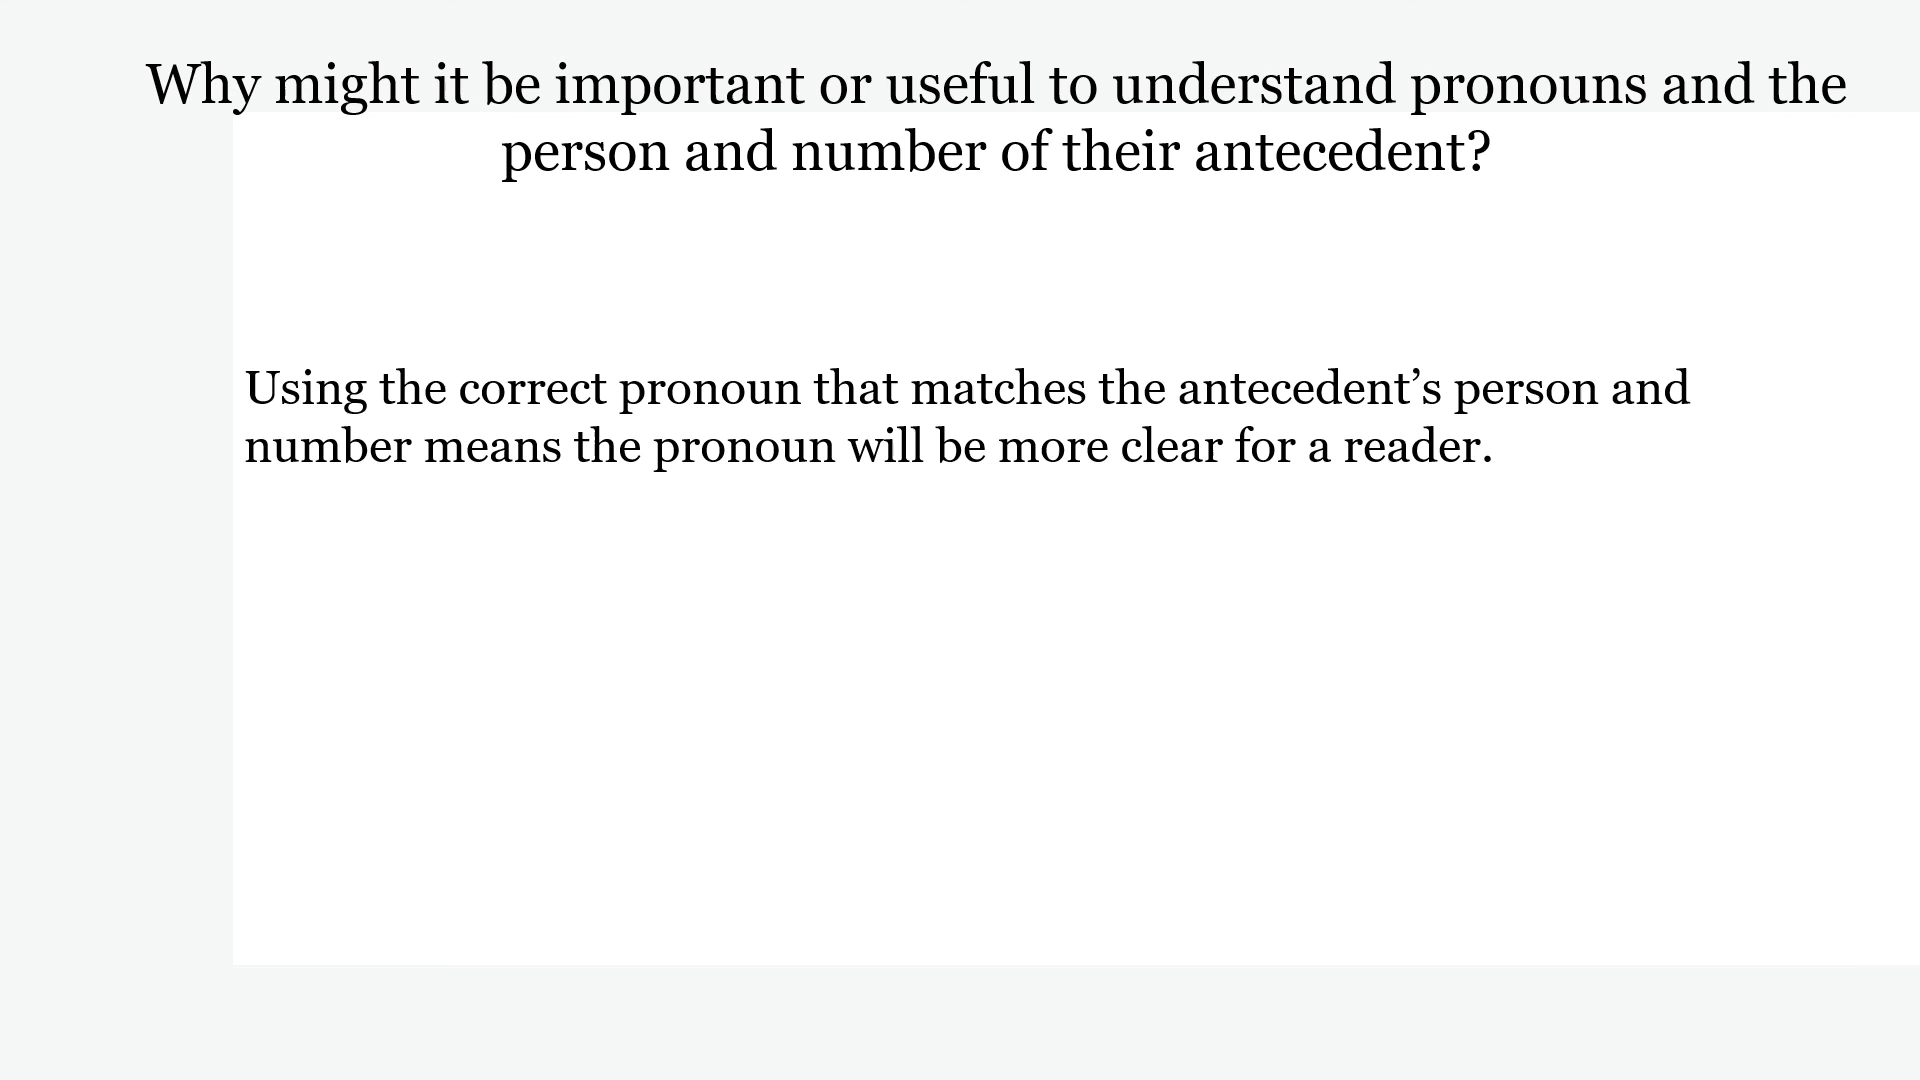 Why might it be important or useful to understand pronouns and the
person and number of their antecedent?
Using the correct pronoun that matches the antecedent’s person and
number means the pronoun will be more clear for a reader.